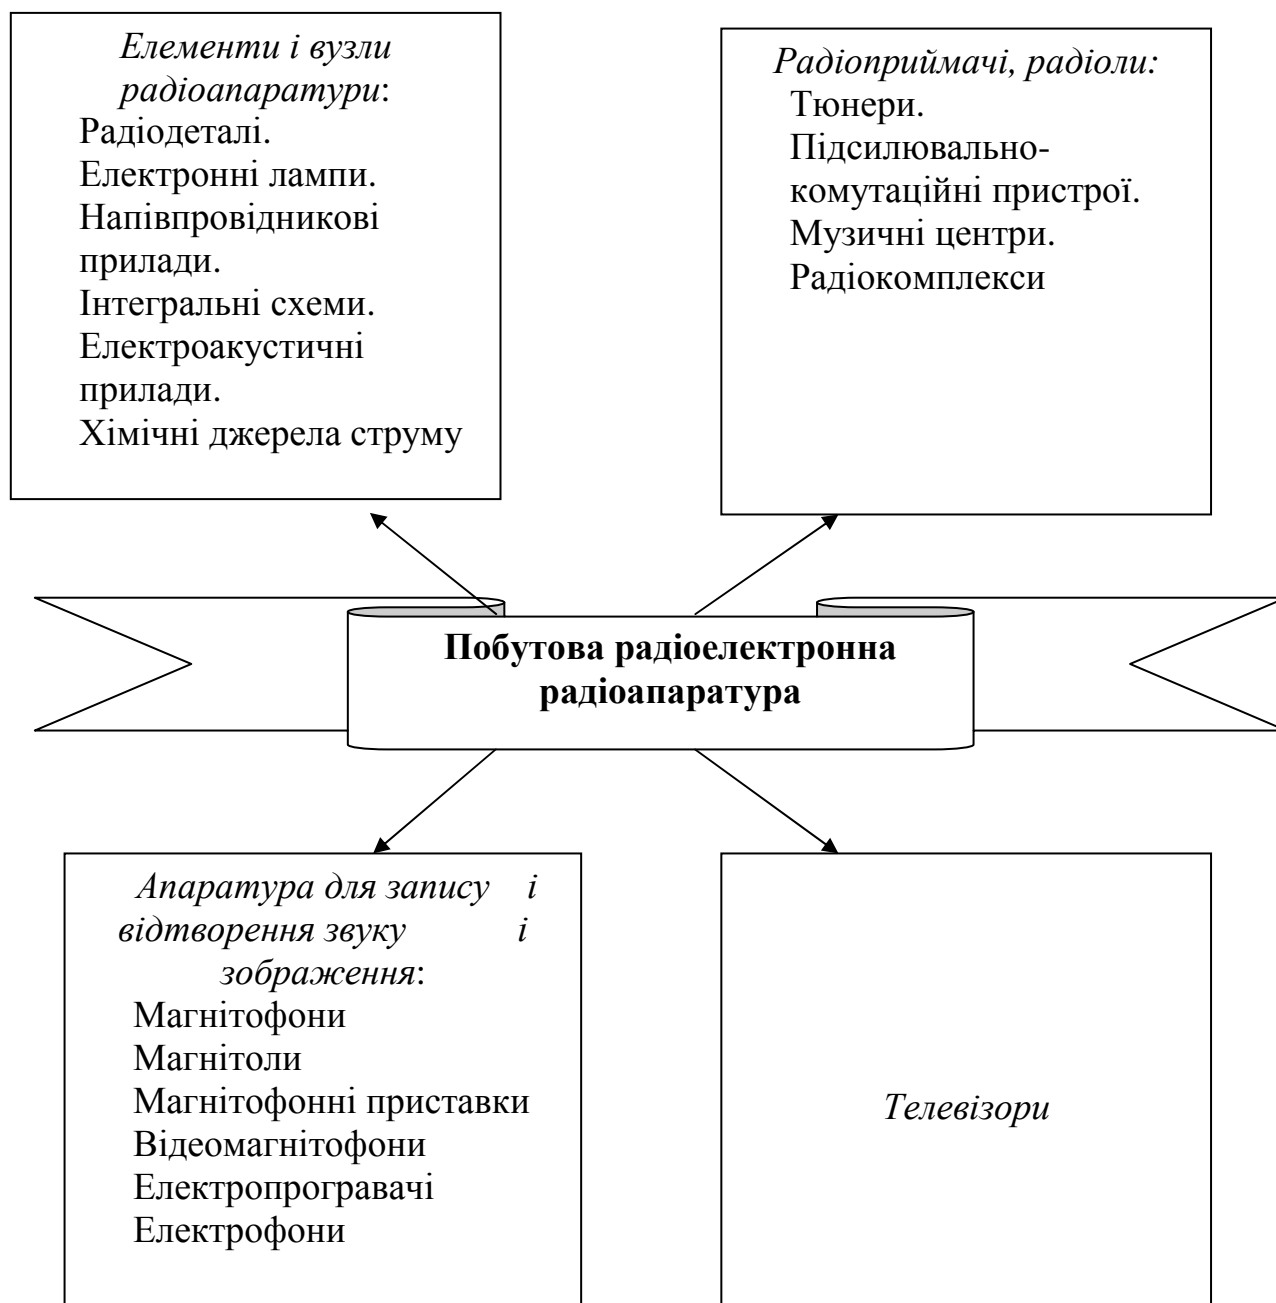 Елементи і вузли
радіоапаратури:
Радіодеталі.
Електронні лампи.
Напівпровідникові
прилади.
Інтегральні схеми.
Електроакустичні
прилади.
Хімічні джерела струму
Радіоприймачі, радіоли:
Тюнери.
Підсилювально-
комутаційні пристрої.
Музичні центри.
Радіокомплекси
Побутова радіоелектронна
радіоапаратура
Апаратура для запису і
відтворення звуку і
зображення:
Магнітофони
Магнітоли
Магнітофонні приставки
Відеомагнітофони
Електропрогравачі
Електрофони
Телевізори